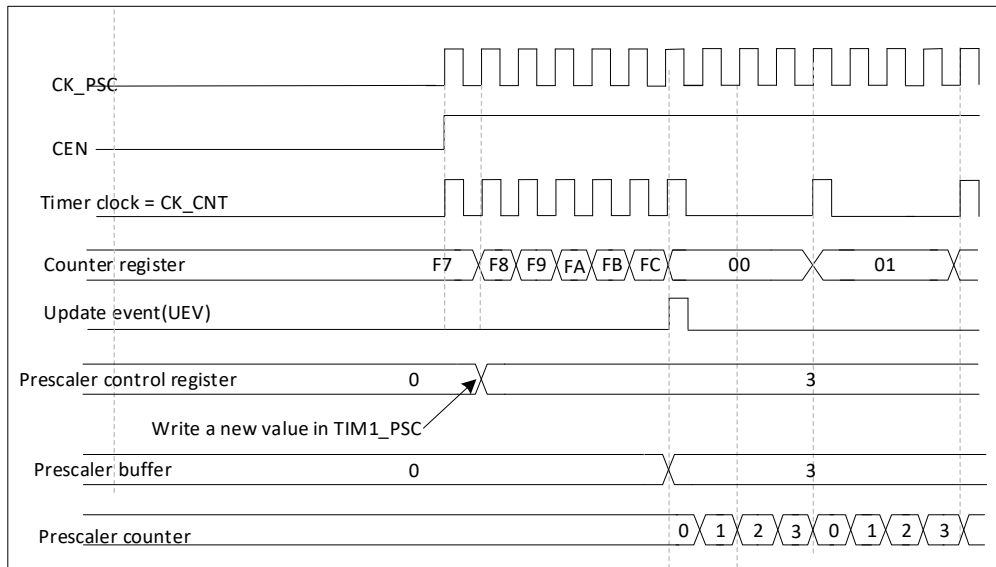 CK_PSC
CEN
Timer clock = CK_CNT
Counter register F7 F8 F9 FA FB FC 00 01
Update event(UEV)
Prescaler control register 0 3
Write a new value in TIM1_PSC
Prescaler buffer 0 3
Prescaler counter 0 1 2 3 0 1 2 3